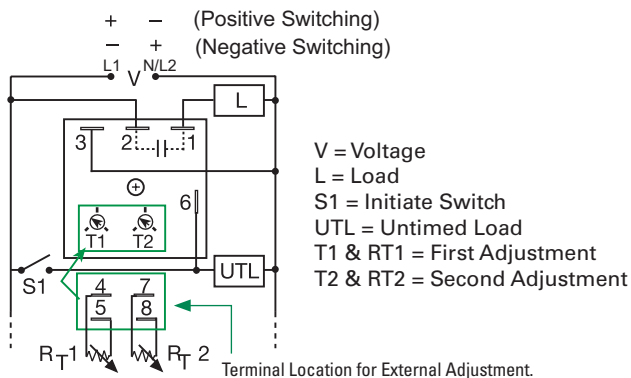 + – (Positive Switching)
– + (Negative Switching)
L1 V N/L2
L
3 2 1
6
T1 T2
S1 UTL
4 7
5 8
RT1 RT2
V = Voltage
L = Load
S1 = Initiate Switch
UTL = Untimed Load
T1 & RT1 = First Adjustment
T2 & RT2 = Second Adjustment
Terminal Location for External Adjustment.